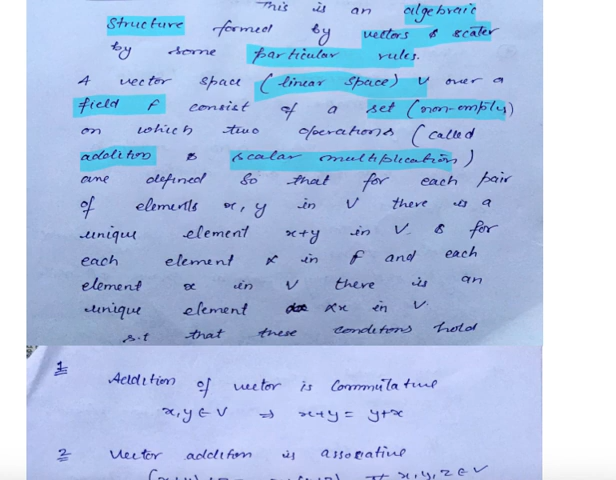 This is an algebraic
Structure formed by vectors & scaler
by some particular rules.
A vector space (linear space) V over a
field F consist of a set (non-empty)
on which two operations (called
addition & scalar multiplication)
are defined so that for each pair
of elements x, y in V there is a
unique element x+y in V & for
each element α in F and each
element x in V there is an
unique element αx in V.
s.t that these conditons hold
1 Addition of vector is Commutative
x,y ∈ V ⇒ x+y = y+x
2 Vector addition is associative
x,y,z ∈ V